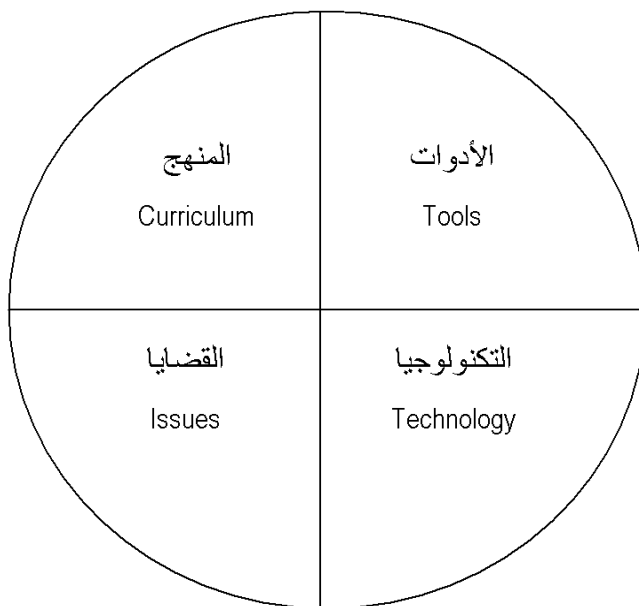 المنهج
Curriculum
الأدوات
Tools
القضايا
Issues
التكنولوجيا
Technology